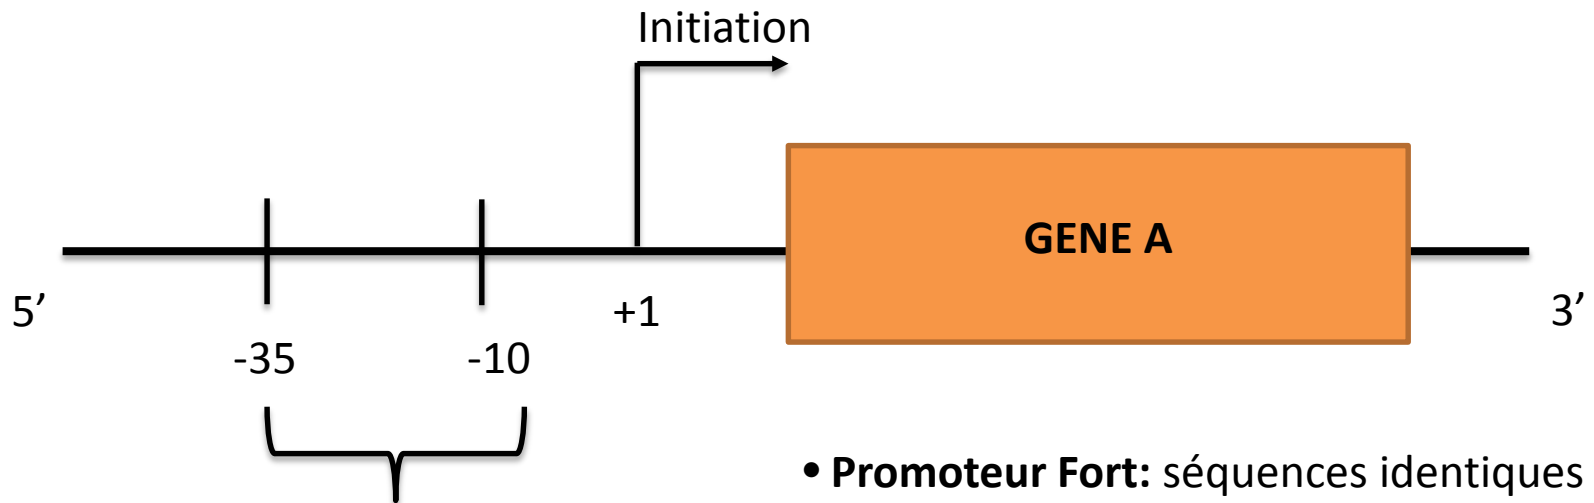 Initiation
GENE A
5’
+1
3’
-35
-10
• Promoteur Fort: séquences identiques